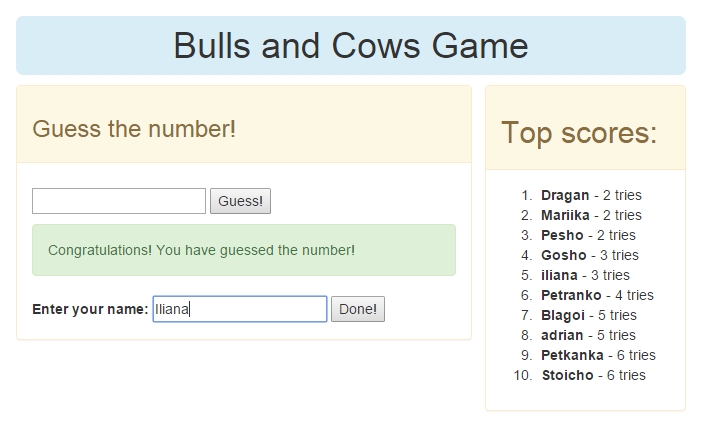 Bulls and Cows Game
Guess the number!
Guess!
Congratulations! You have guessed the number!
Enter your name: Iliana Done!
Top scores:
1. Dragan - 2 tries
2. Mariika - 2 tries
3. Pesho - 2 tries
4. Gosho - 3 tries
5. iliana - 3 tries
6. Petranko - 4 tries
7. Blagoi - 5 tries
8. adrian - 5 tries
9. Petkanka - 6 tries
10. Stoicho - 6 tries